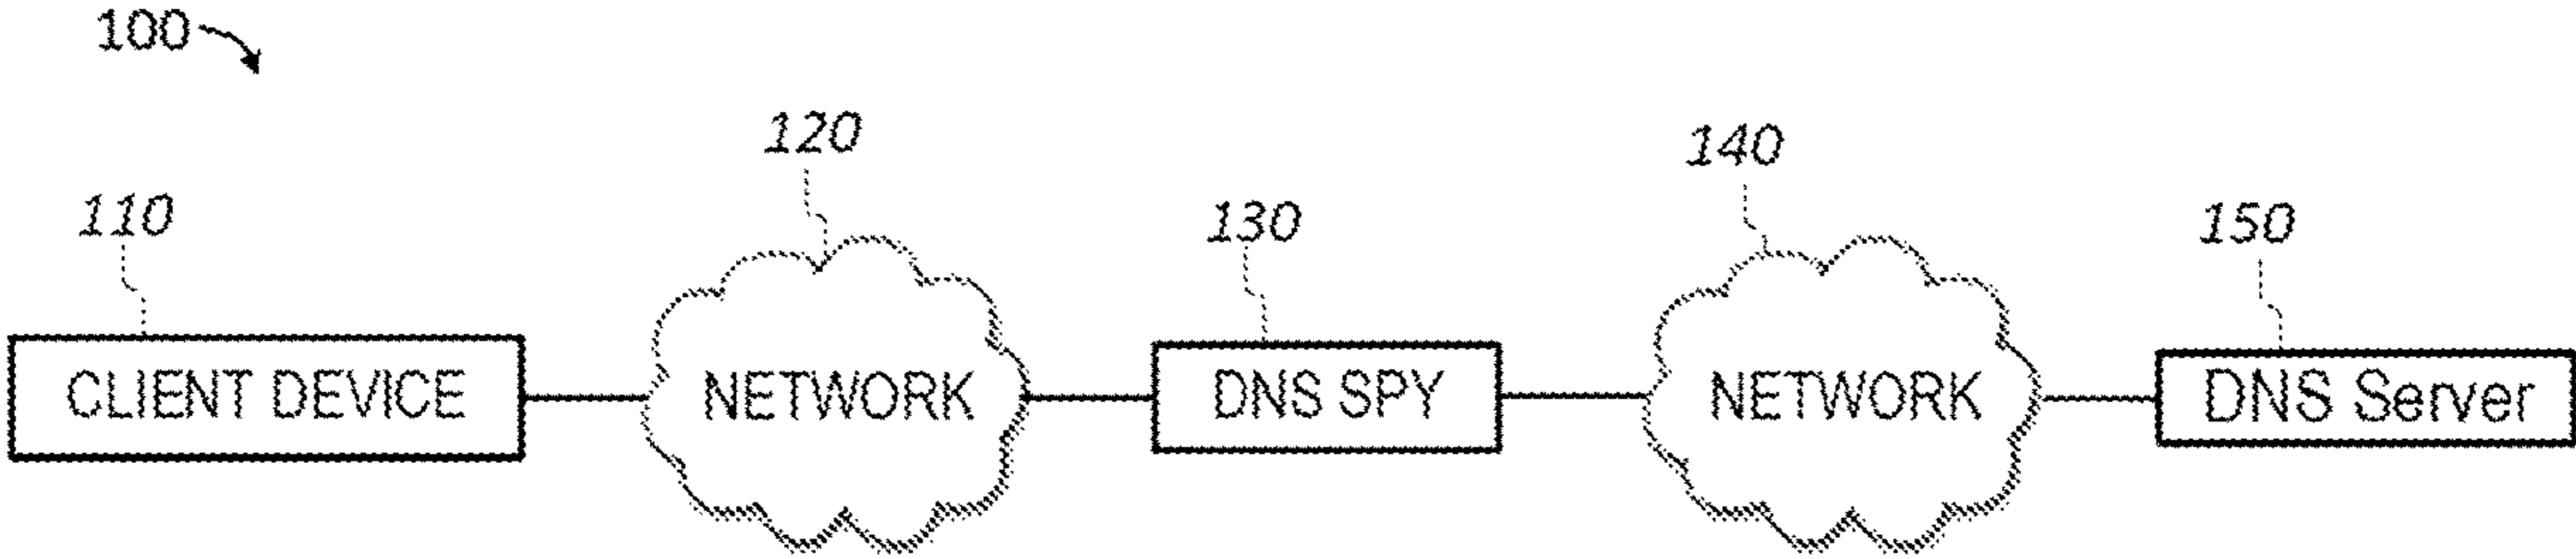 100
120
140
110
130
150
CLIENT DEVICE
NETWORK
DNS SPY
NETWORK
DNS Server